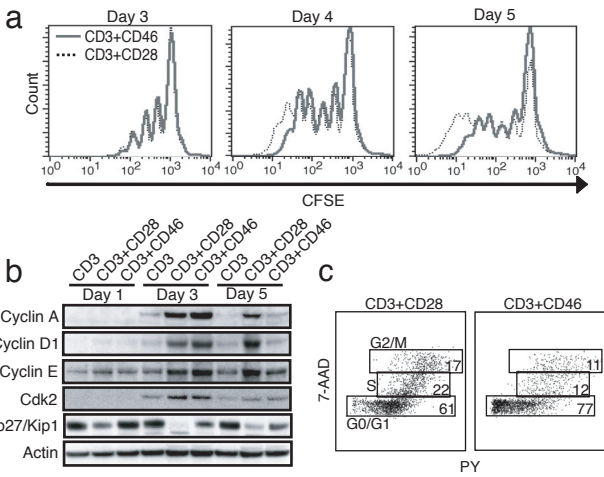 a
Day 3
Day 4
Day 5
CD3+CD46
CD3+CD28
Count
10⁰ 10¹ 10² 10³ 10⁴
10⁰ 10¹ 10² 10³ 10⁴
10⁰ 10¹ 10² 10³ 10⁴
CFSE
b
CD3 CD3+CD28 CD3+CD46 CD3 CD3+CD28 CD3+CD46 CD3 CD3+CD28 CD3+CD46
Day 1 Day 3 Day 5
Cyclin A
Cyclin D1
Cyclin E
Cdk2
p27/Kip1
Actin
c
CD3+CD28
CD3+CD46
7-AAD
G2/M
17
S
22
61
G0/G1
11
12
77
PY